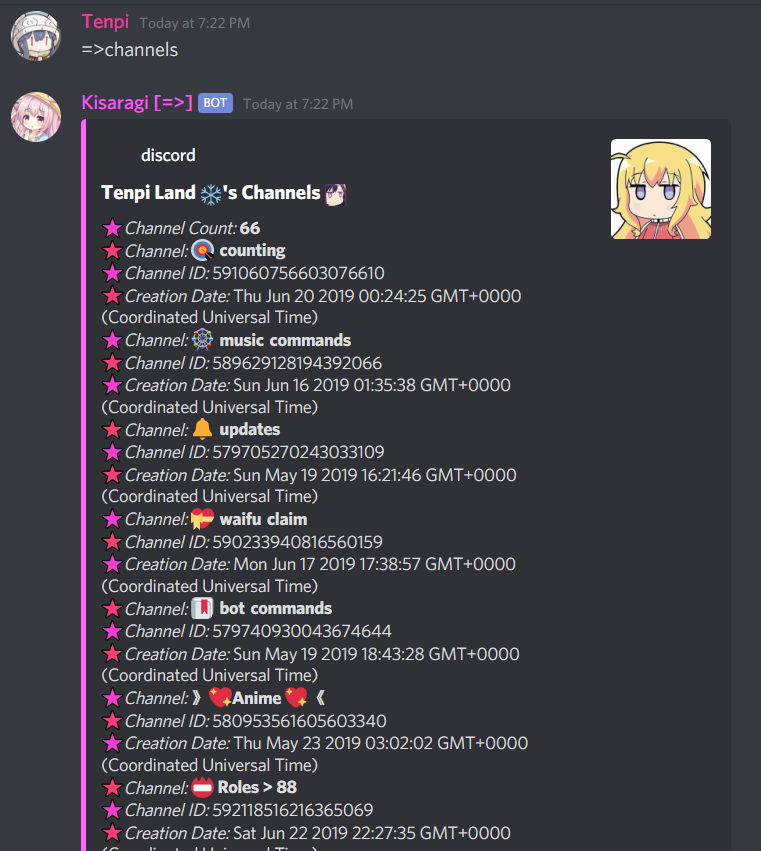 Tenpi Today at 7:22 PM
=>channels
Kisaragi [=>] BOT Today at 7:22 PM
discord
Tenpi Land ❄'s Channels
Channel Count: 66
Channel: counting
Channel ID: 591060756603076610
Creation Date: Thu Jun 20 2019 00:24:25 GMT+0000
(Coordinated Universal Time)
Channel: 🎡 music commands
Channel ID: 589629128194392066
Creation Date: Sun Jun 16 2019 01:35:38 GMT+0000
(Coordinated Universal Time)
Channel: 🔔 updates
Channel ID: 579705270243033109
Creation Date: Sun May 19 2019 16:21:46 GMT+0000
(Coordinated Universal Time)
Channel: 💝 waifu claim
Channel ID: 590233940816560159
Creation Date: Mon Jun 17 2019 17:38:57 GMT+0000
(Coordinated Universal Time)
Channel: bot commands
Channel ID: 579740930043674644
Creation Date: Sun May 19 2019 18:43:28 GMT+0000
(Coordinated Universal Time)
Channel: 》 💖Anime💖 《
Channel ID: 580953561605603340
Creation Date: Thu May 23 2019 03:02:02 GMT+0000
(Coordinated Universal Time)
Channel: 📛 Roles > 88
Channel ID: 592118516216365069
Creation Date: Sat Jun 22 2019 22:27:35 GMT+0000